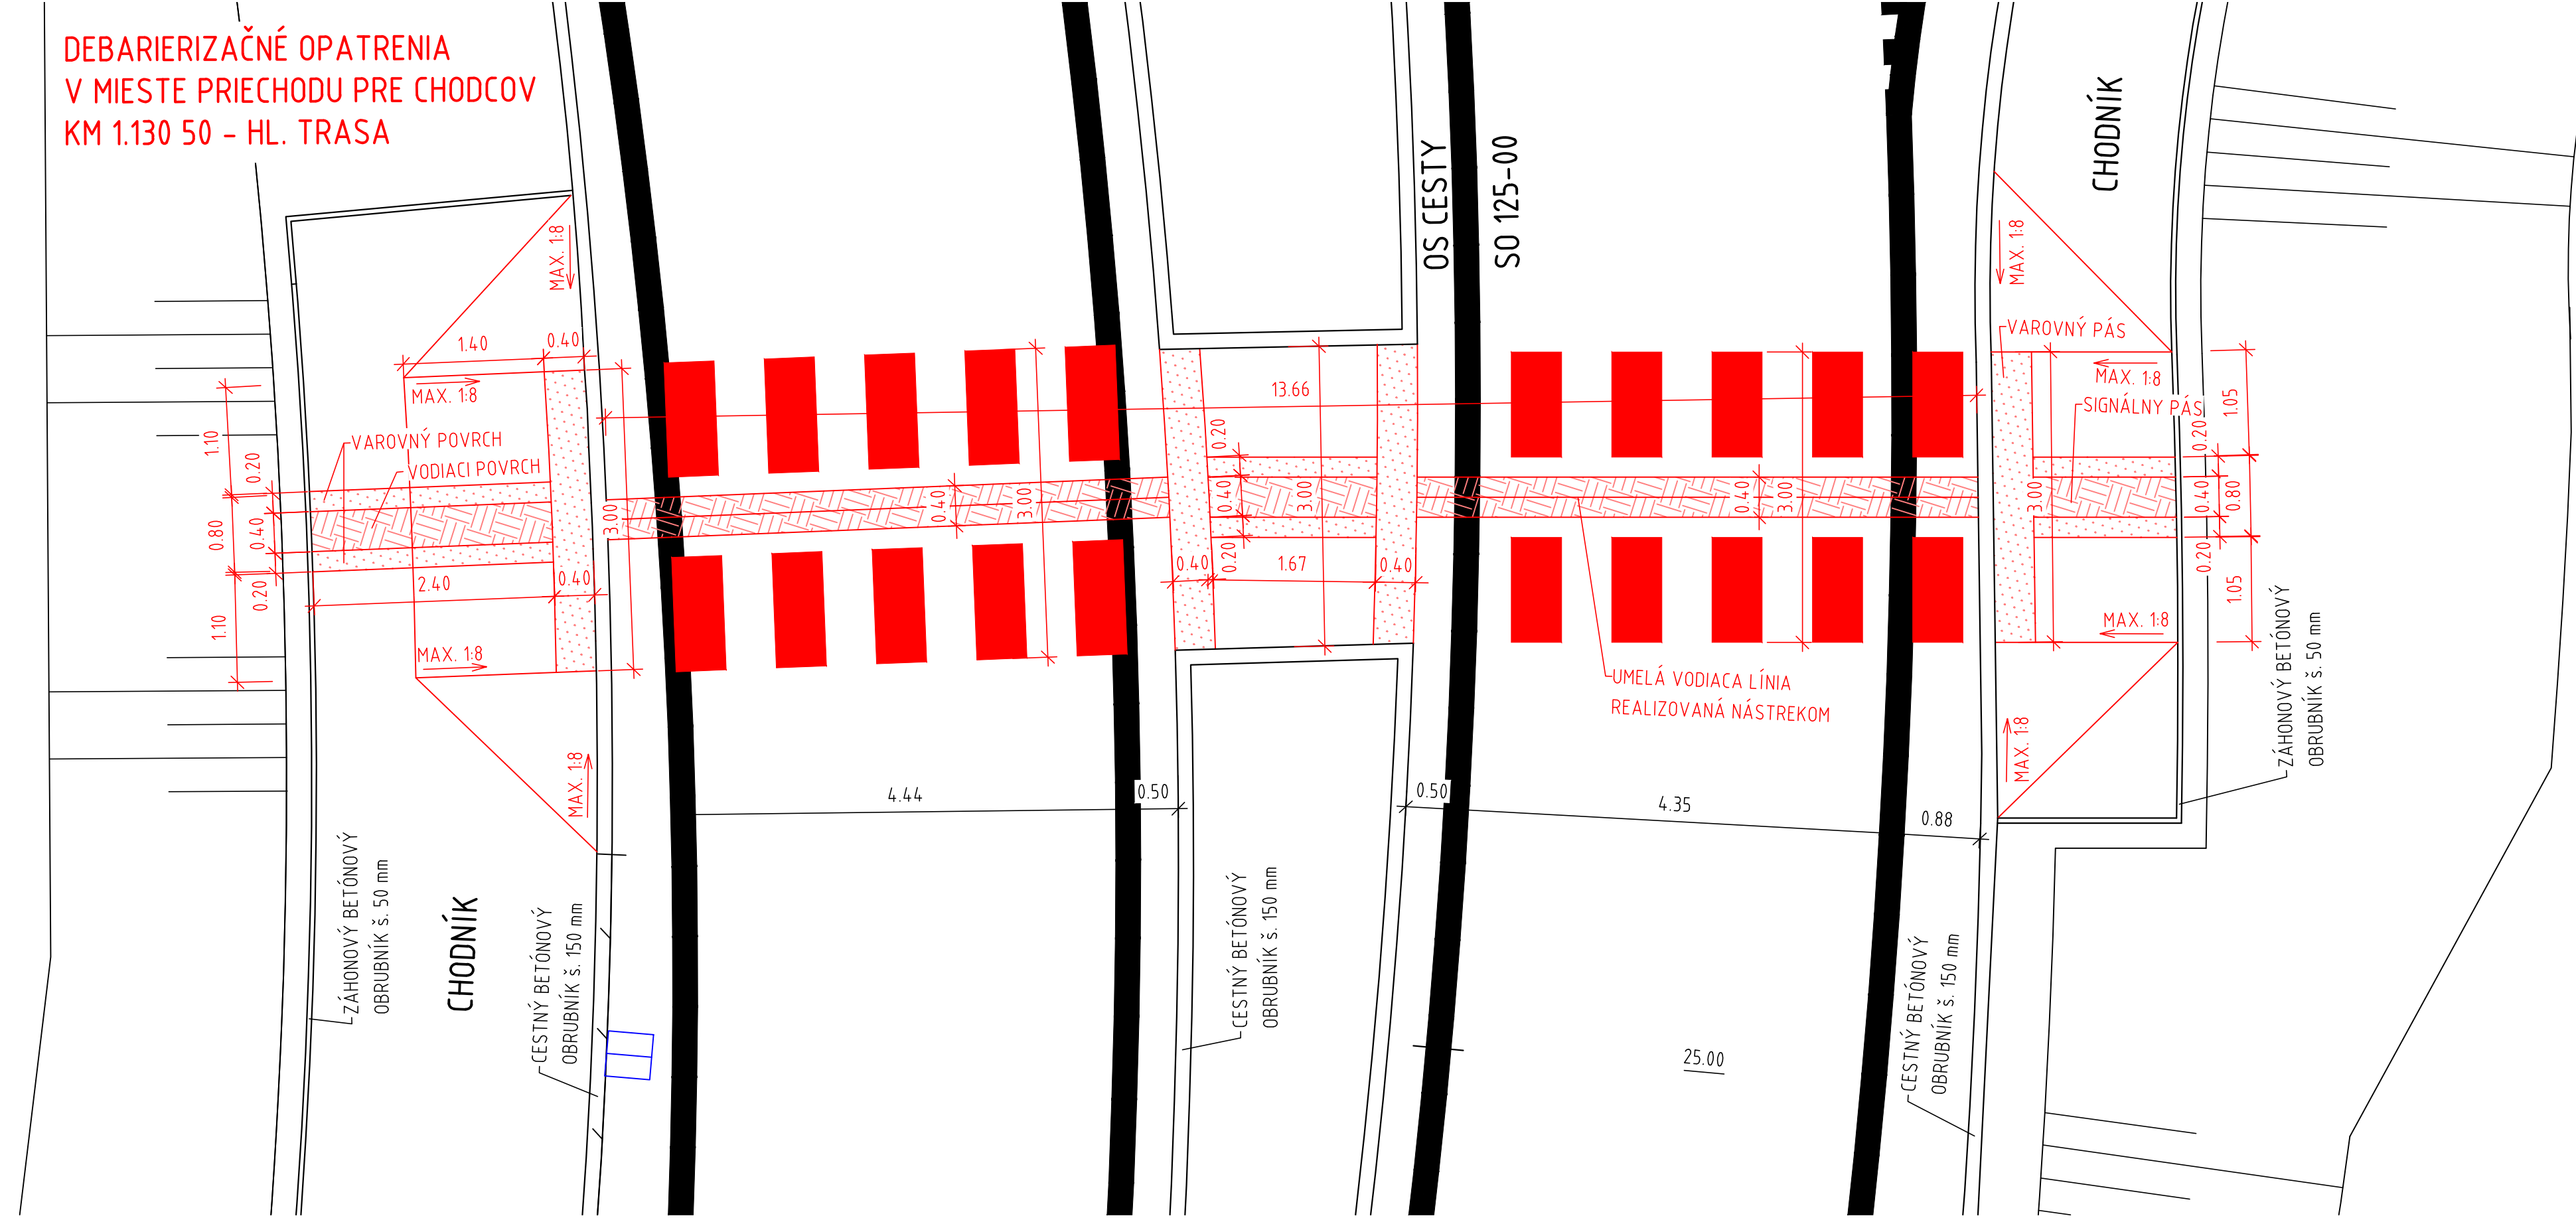 DEBARIERIZAČNÉ OPATRENIA
V MIESTE PRIECHODU PRE CHODCOV
KM 1.130 50 - HL. TRASA
MAX. 1:8
1.40
0.40
MAX. 1:8
1.10
0.20
VAROVNÝ POVRCH
VODIACI POVRCH
0.80
0.40
0.20
1.10
2.40
0.40
3.00
MAX. 1:8
MAX. 1:8
ZÁHONOVÝ BETÓNOVÝ
OBRUBNÍK š. 50 mm
CHODNÍK
CESTNÝ BETÓNOVÝ
OBRUBNÍK š. 150 mm
0.40
3.00
4.44
0.50
13.66
0.20
0.40
3.00
0.40
0.20
1.67
0.40
CESTNÝ BETÓNOVÝ
OBRUBNÍK š. 150 mm
OS CESTY
SO 125-00
0.40
3.00
UMELÁ VODIACA LÍNIA
REALIZOVANÁ NÁSTREKOM
0.50
4.35
0.88
25.00
CESTNÝ BETÓNOVÝ
OBRUBNÍK š. 150 mm
CHODNÍK
MAX. 1:8
VAROVNÝ PÁS
MAX. 1:8
SIGNÁLNY PÁS
3.00
0.20
1.05
0.40
0.80
0.20
1.05
MAX. 1:8
MAX. 1:8
ZÁHONOVÝ BETÓNOVÝ
OBRUBNÍK š. 50 mm